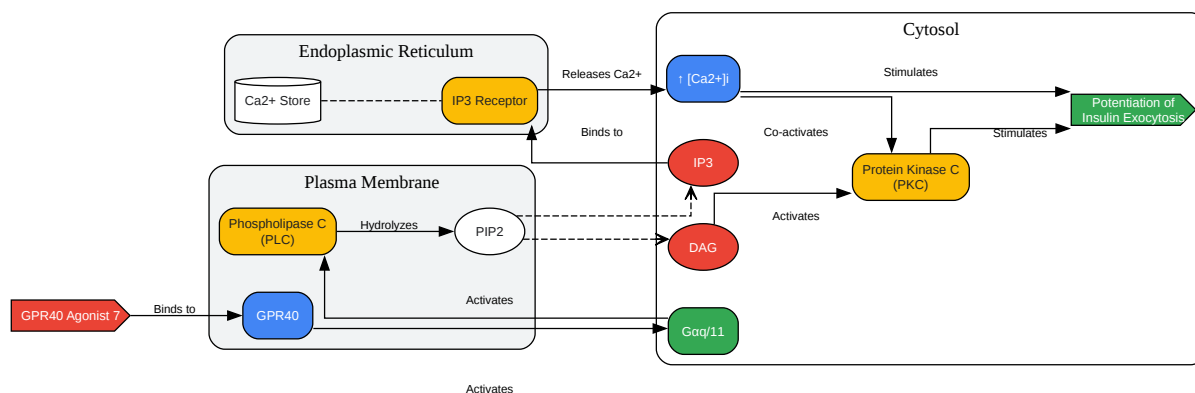 Endoplasmic Reticulum
Ca2+ Store
IP3 Receptor
Releases Ca2+
Cytosol
↑ [Ca2+]i
Stimulates
Potentiation of
Insulin Exocytosis
Binds to
Co-activates
Stimulates
IP3
Protein Kinase C
(PKC)
Plasma Membrane
Phospholipase C
(PLC)
Hydrolyzes
PIP2
DAG
Activates
GPR40 Agonist 7
Binds to
GPR40
Activates
Gαq/11
Activates